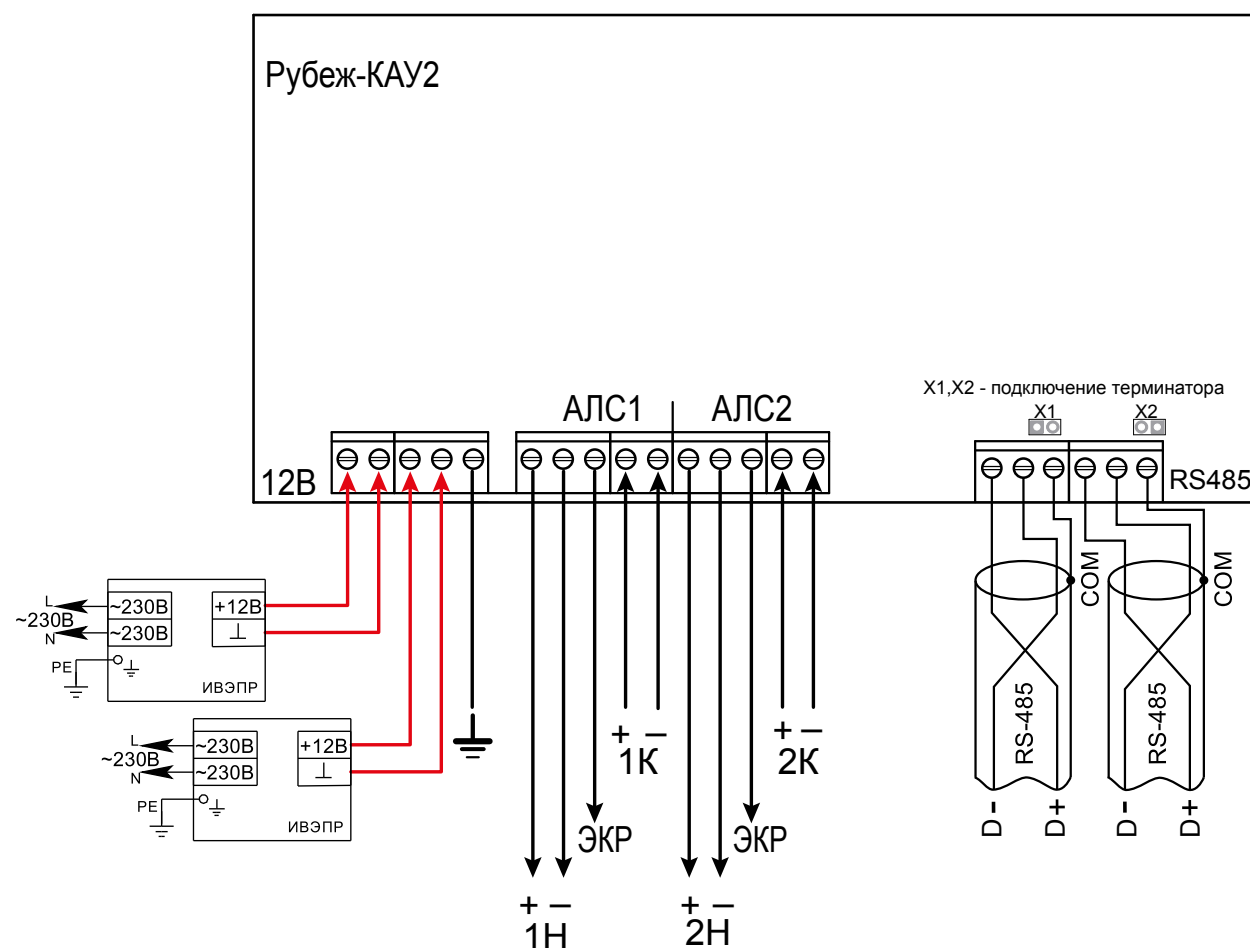 Рубеж-КАУ2
X1,X2 - подключение терминатора
АЛС1
АЛС2
X1
X2
12В
RS485
COM
COM
L
~230В
+12В
~230В
N
~230В
⊥
PE
ИВЭПР
L
~230В
+12В
~230В
N
~230В
⊥
PE
ИВЭПР
+ –
1К
+ –
2К
RS-485
RS-485
D -
D+
D -
D+
ЭКР
ЭКР
+ –
1Н
+ –
2Н